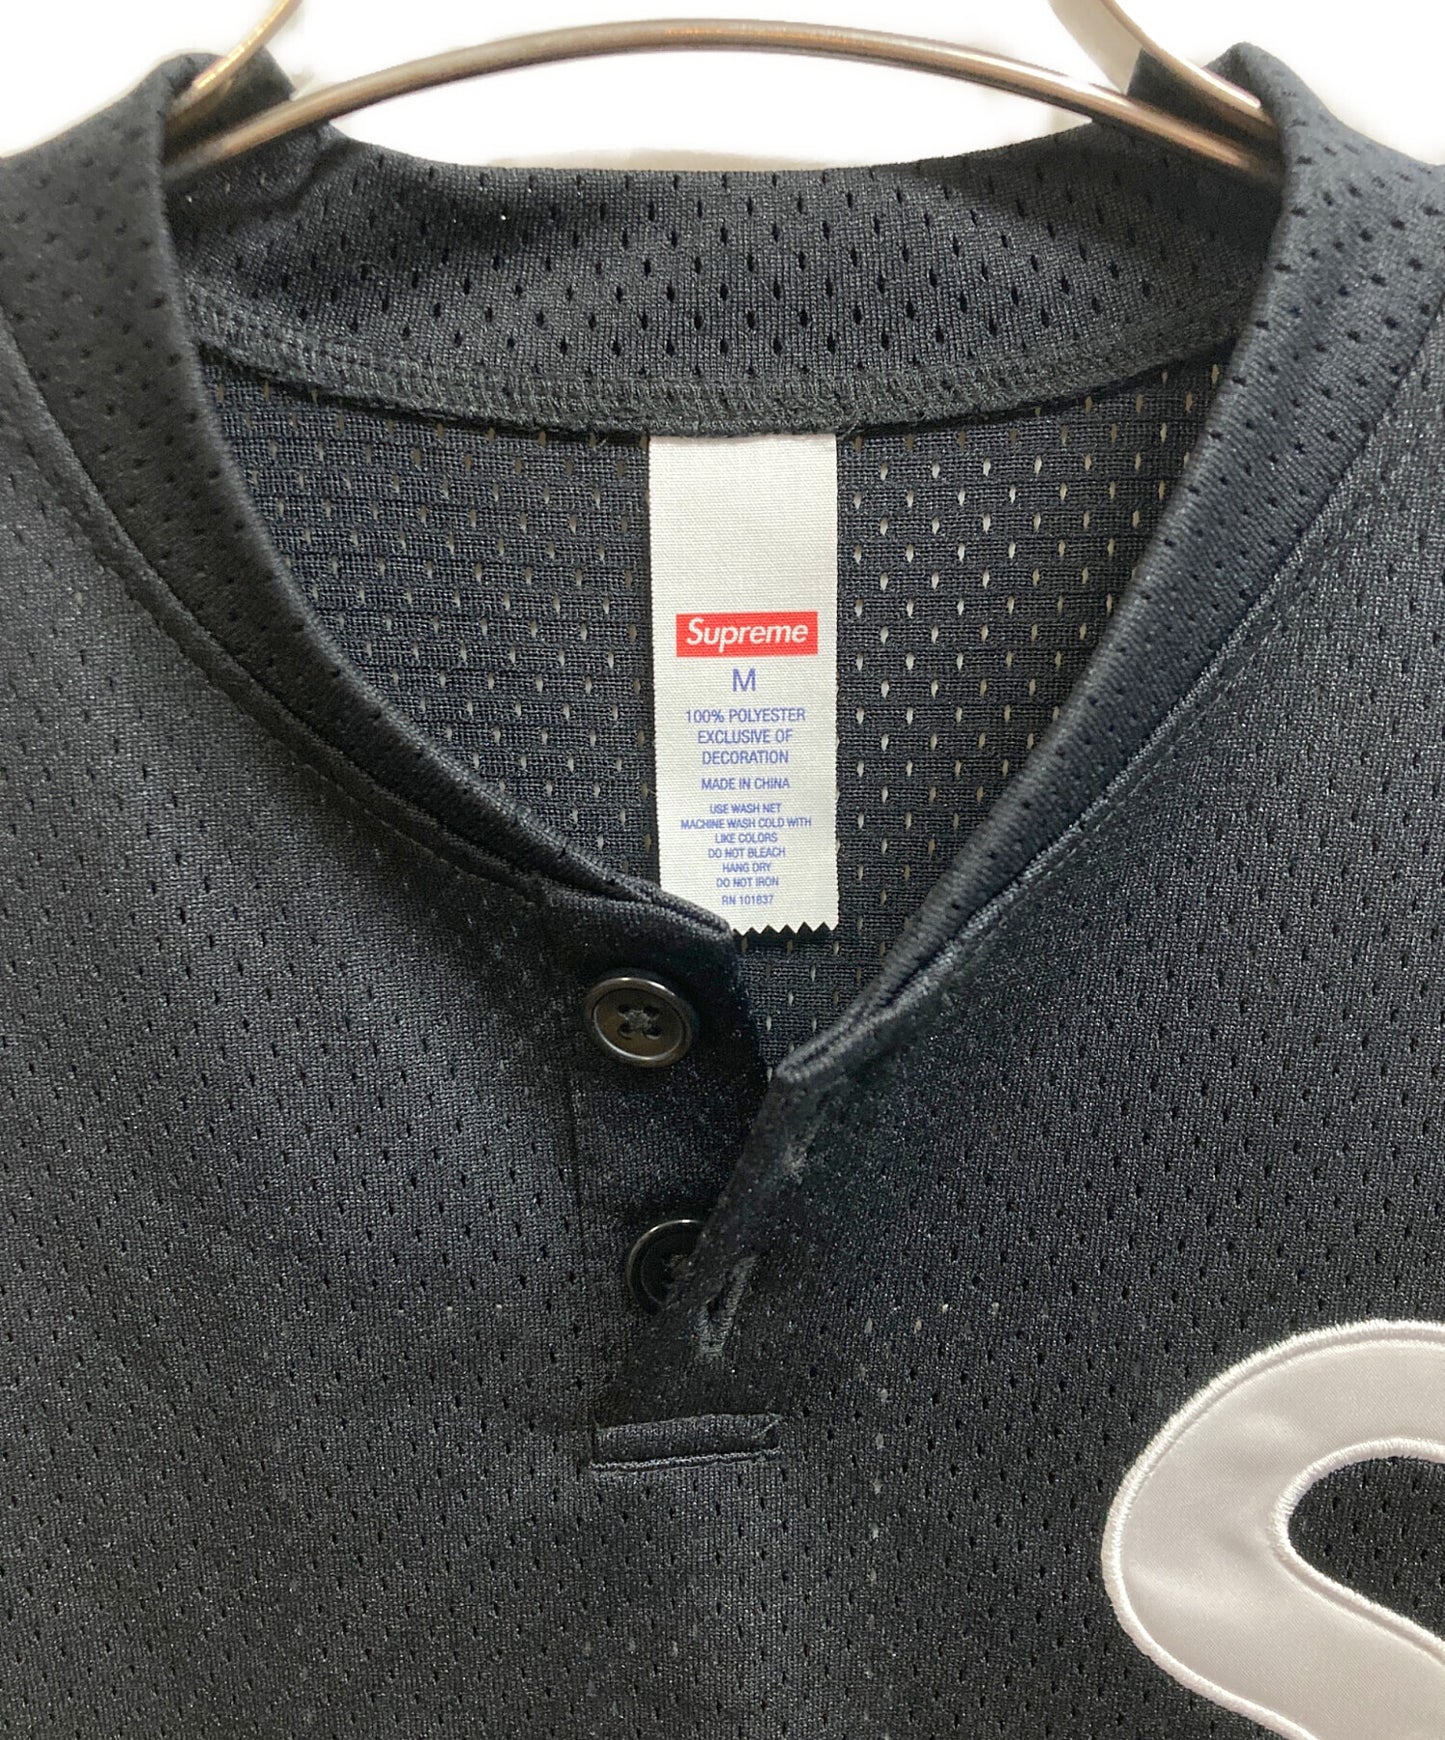 Supreme
M
100% POLYESTER
EXCLUSIVE OF
DECORATION
MADE IN CHINA
USE WASH NET
MACHINE WASH COLD WITH
LIKE COLORS
DO NOT BLEACH
HANG DRY
DO NOT IRON
RN 101837
S